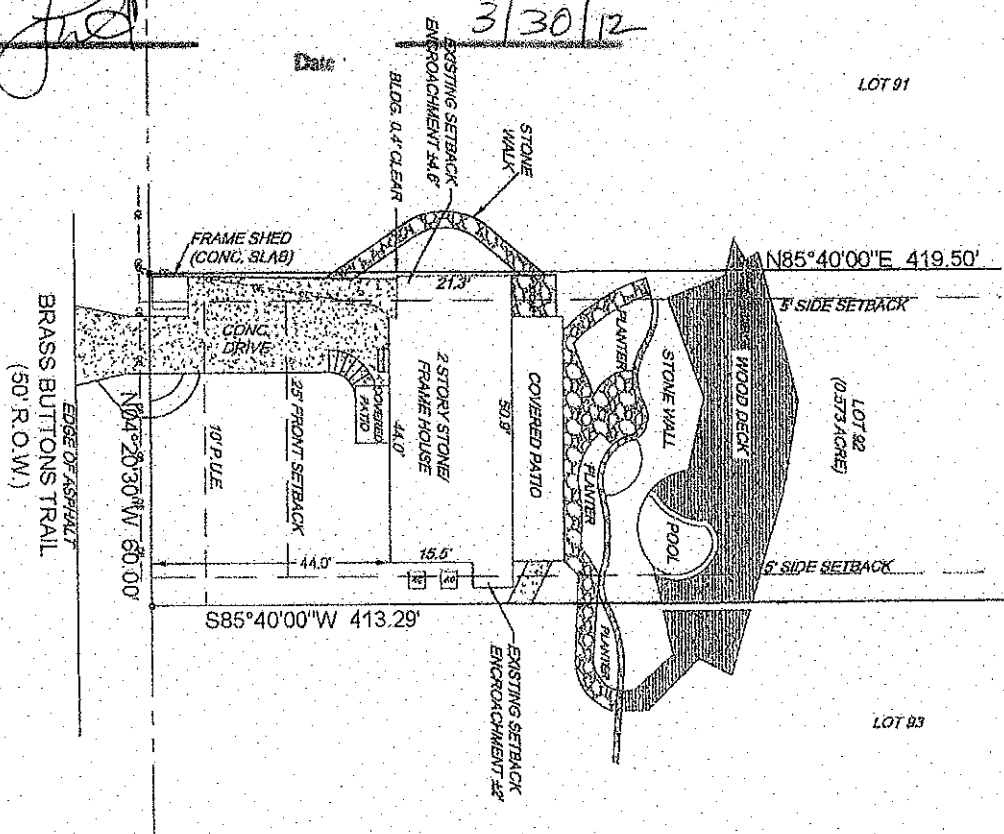 3/30/12
Date
LOT 91
EXISTING SETBACK
ENCROACHMENT ±4.6'
BLDG. 0.4' CLEAR
STONE
WALK
FRAME SHED
(CONC. SLAB)
N85°40'00"E 419.50'
5' SIDE SETBACK
21.3'
CONC.
DRIVE
COVERED
PATIO
44.0'
2 STORY STONE/
FRAME HOUSE
50.9'
COVERED PATIO
PLANTER
STONE WALL
WOOD DECK
LOT 92
(0.573 ACRE)
PLANTER
POOL
25' FRONT SETBACK
10' P.U.E.
EDGE OF ASPHALT
N04°20'30"W 60.00'
BRASS BUTTONS TRAIL
(50' R.O.W.)
44.0'
15.5'
5' SIDE SETBACK
S85°40'00"W 413.29'
PLANTER
EXISTING SETBACK
ENCROACHMENT ±2'
LOT 93